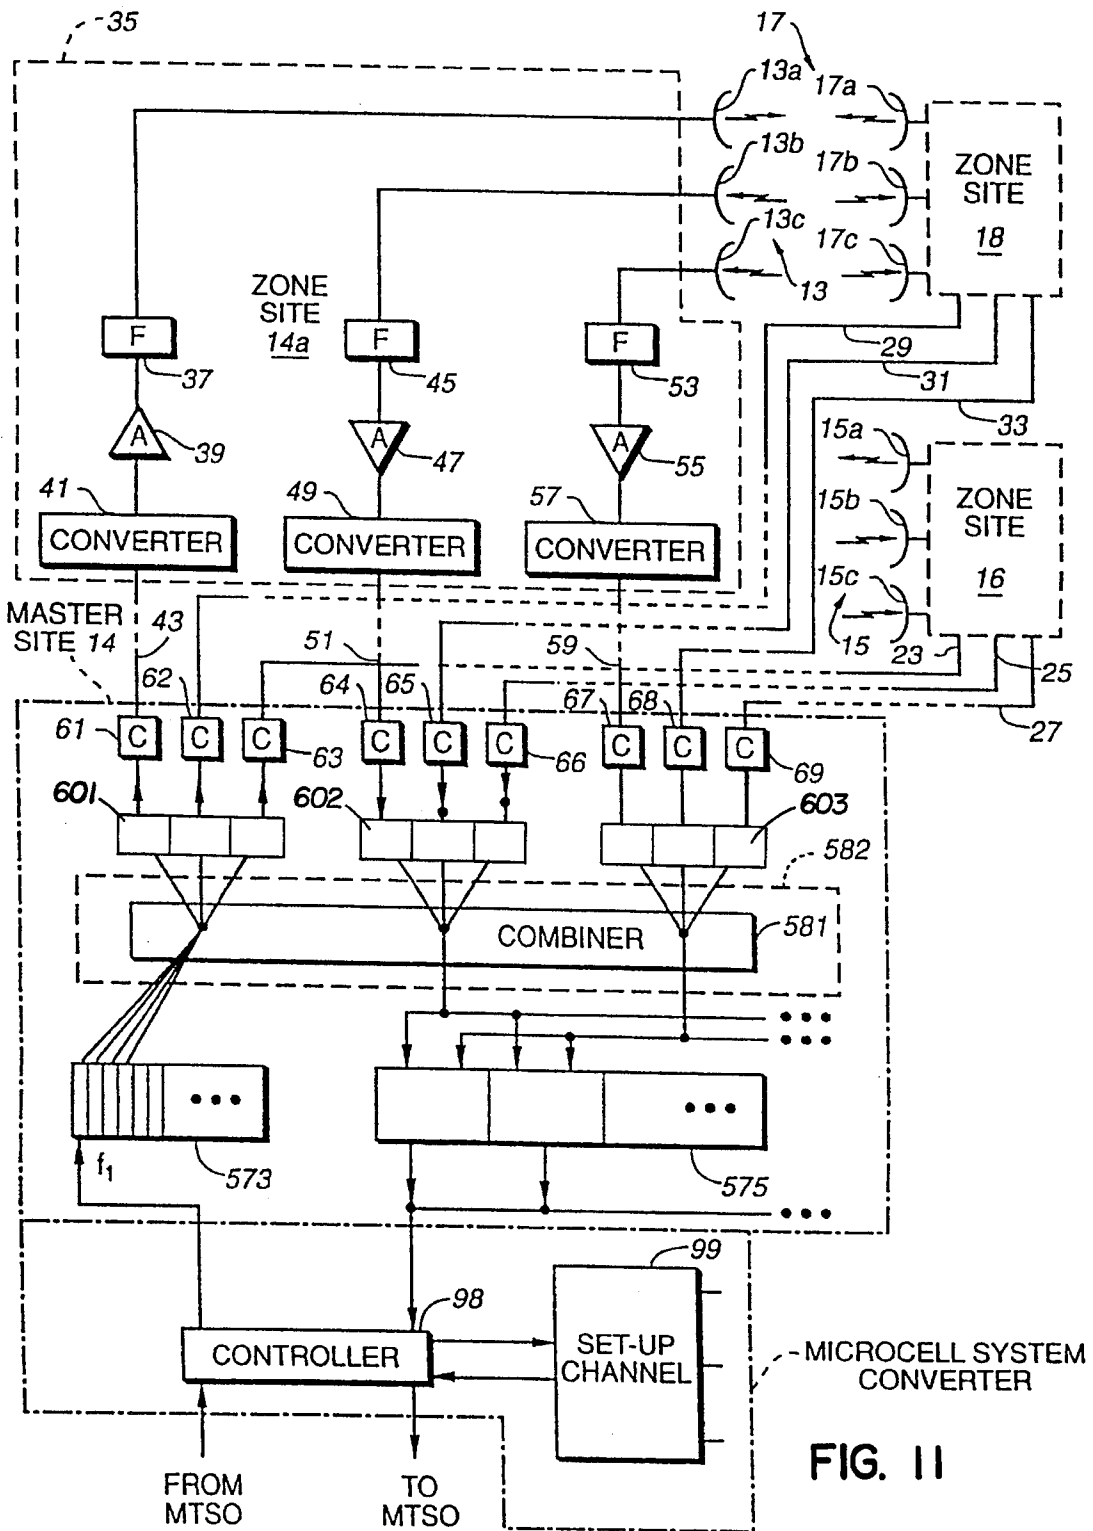 35
17
13a
17a
13b
17b
13c
17c
13
ZONE
SITE
18
ZONE
SITE
14a
F
37
F
45
F
53
29
31
33
A
39
A
47
A
55
15a
15b
15c
15
ZONE
SITE
16
41
CONVERTER
49
CONVERTER
57
CONVERTER
MASTER
SITE 14
43
51
59
23
25
27
62
64
65
67
68
61
C
C
C
63
C
C
C
66
C
C
C
69
601
602
603
582
COMBINER
581
•••
•••
•••
•••
f1
573
575
•••
99
98
CONTROLLER
SET-UP
CHANNEL
MICROCELL SYSTEM
CONVERTER
FROM
MTSO
TO
MTSO
FIG. 11